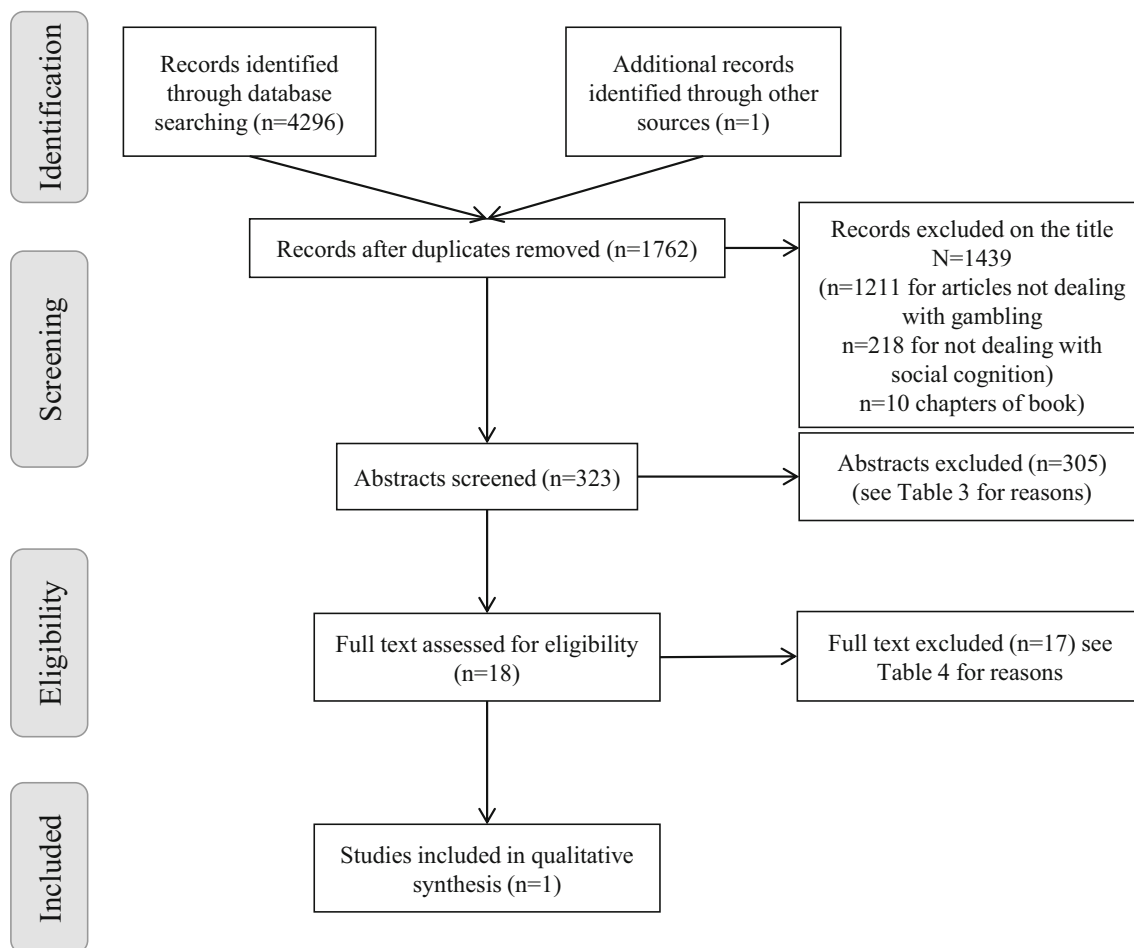 Identification
Records identified
through database
searching (n=4296)
Additional records
identified through other
sources (n=1)
Records after duplicates removed (n=1762)
Records excluded on the title
N=1439
(n=1211 for articles not dealing
with gambling
n=218 for not dealing with
social cognition)
n=10 chapters of book)
Screening
Abstracts screened (n=323)
Abstracts excluded (n=305)
(see Table 3 for reasons)
Eligibility
Full text assessed for eligibility
(n=18)
Full text excluded (n=17) see
Table 4 for reasons
Included
Studies included in qualitative
synthesis (n=1)